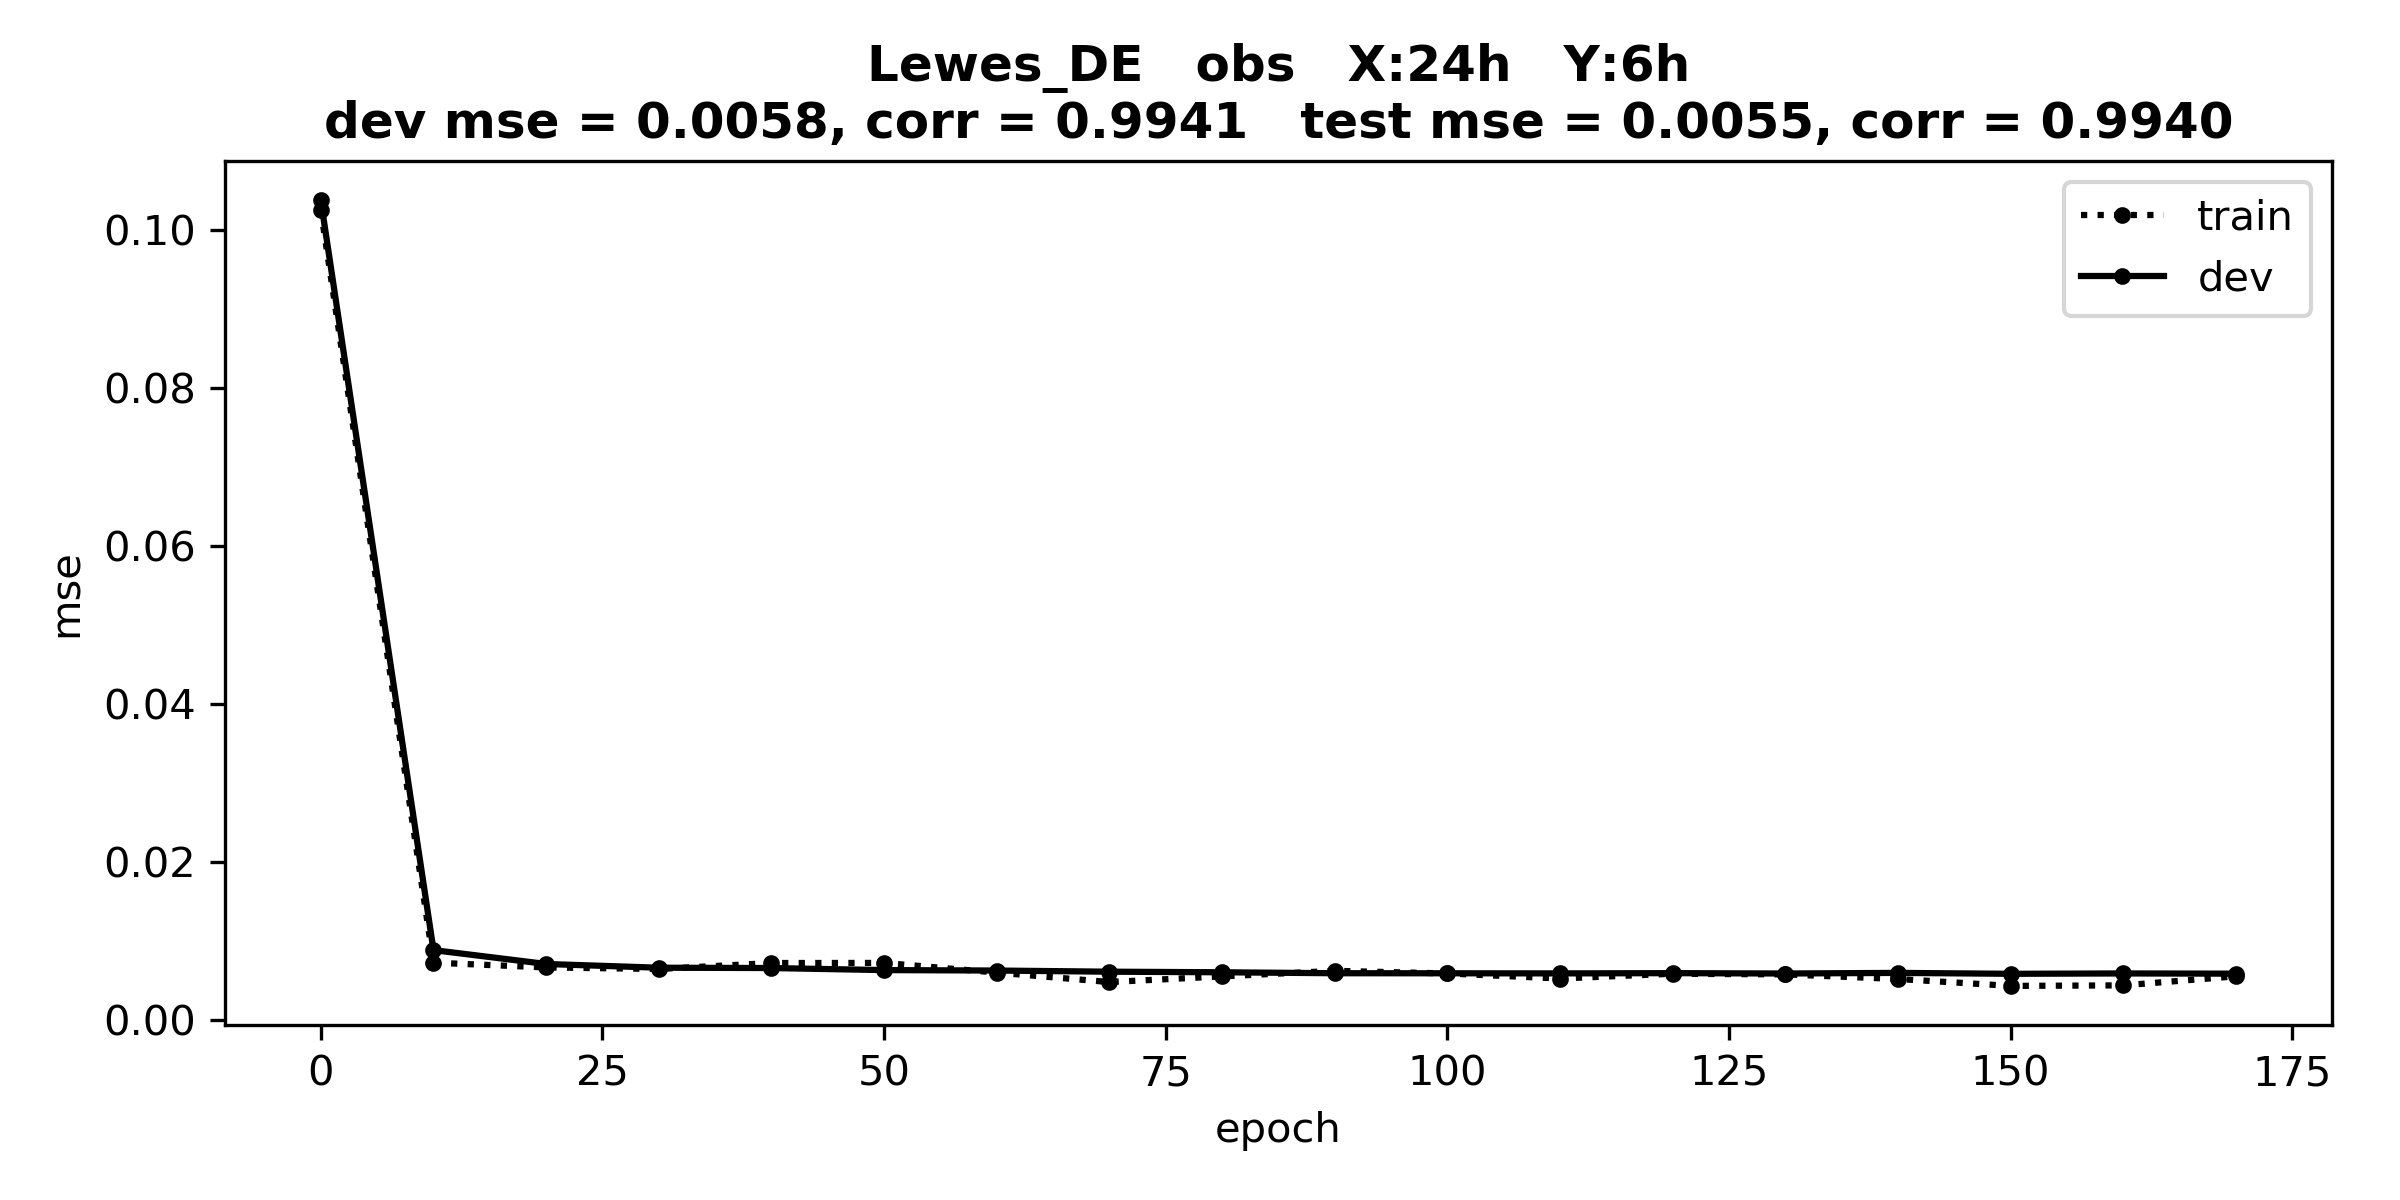 Lewes_DE obs X:24h Y:6h
dev mse = 0.0058, corr = 0.9941 test mse = 0.0055, corr = 0.9940
train
dev
0.10
0.08
0.06
0.04
0.02
0.00
mse
0 25 50 75 100 125 150 175
epoch